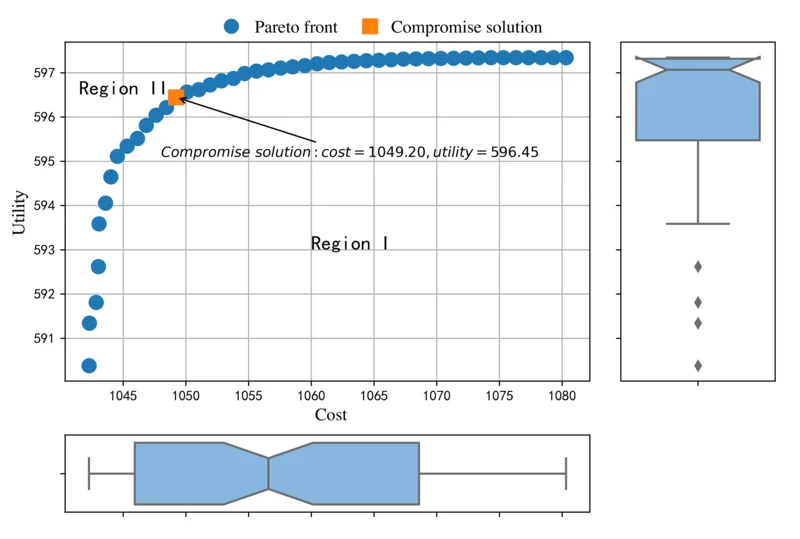 Pareto front Compromise solution
597
596
595
594
593
592
591
Utility
Region II
Compromise solution: cost = 1049.20, utility = 596.45
Region I
1045 1050 1055 1060 1065 1070 1075 1080
Cost